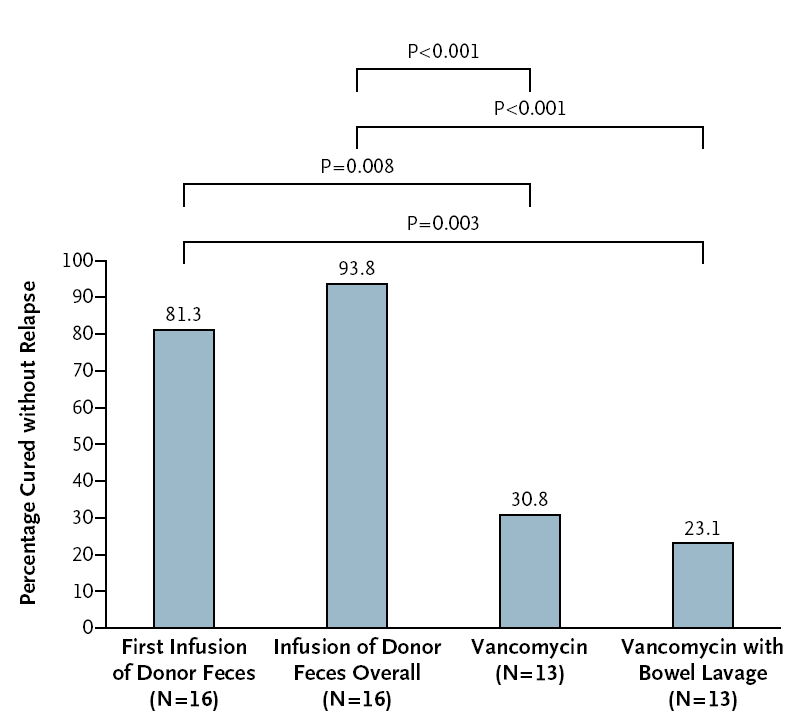 P<0.001
P<0.001
P=0.008
P=0.003
Percentage Cured without Relapse
100
90
80
70
60
50
40
30
20
10
0
81.3
93.8
30.8
23.1
First Infusion
of Donor Feces
(N=16)
Infusion of Donor
Feces Overall
(N=16)
Vancomycin
(N=13)
Vancomycin with
Bowel Lavage
(N=13)